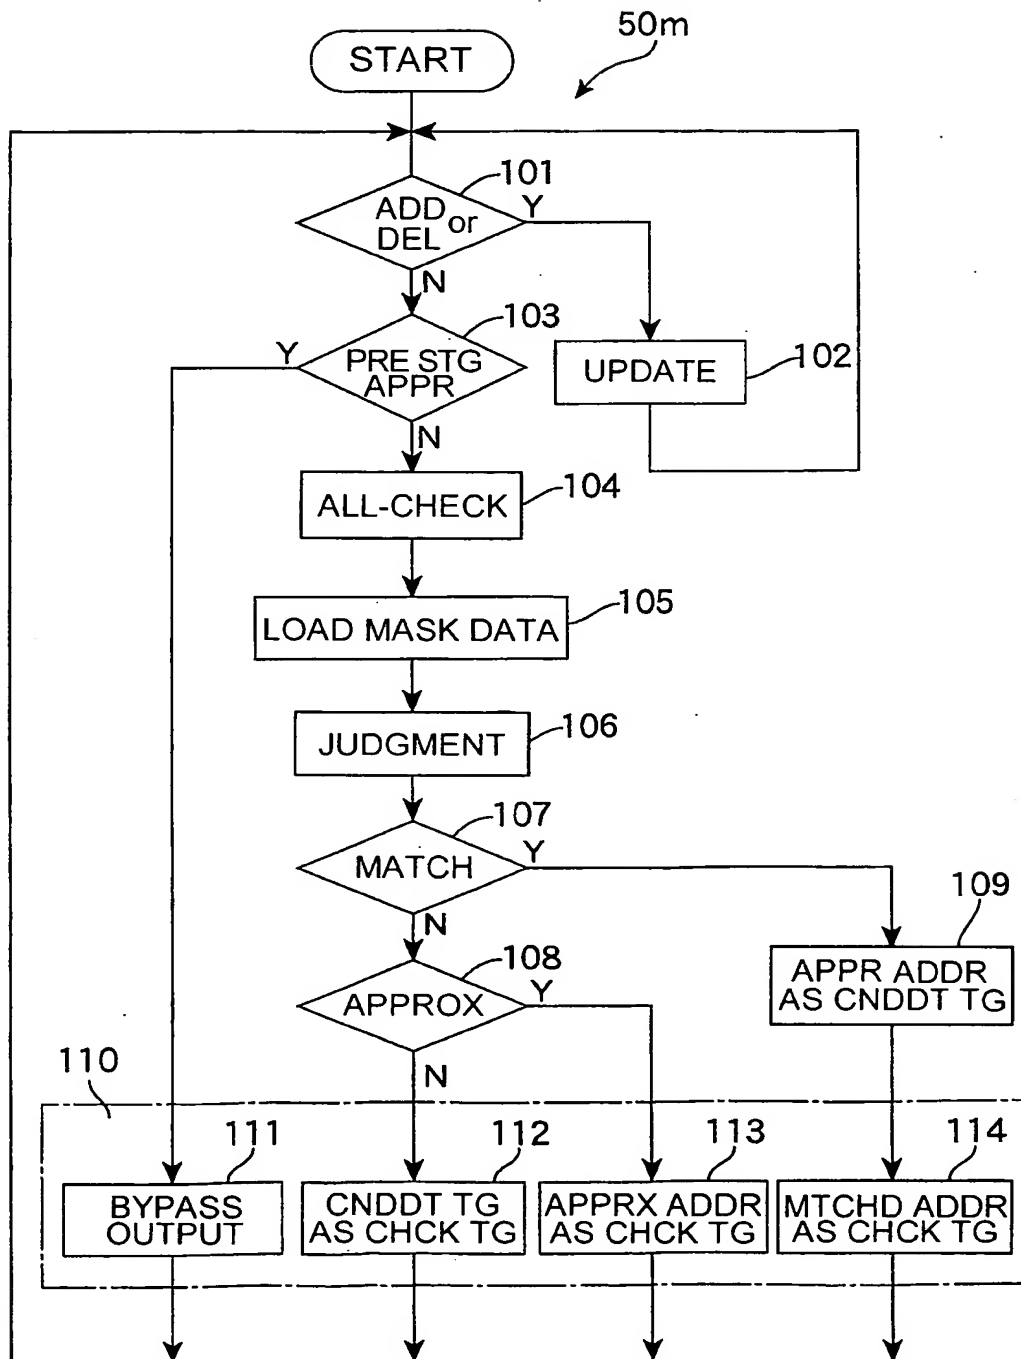 50m
START
101
ADD or
DEL
Y
N
103
Y
PRE STG
APPR
102
UPDATE
N
104
ALL-CHECK
105
LOAD MASK DATA
106
JUDGMENT
107
Y
MATCH
N
109
108
APPR ADDR
AS CNDDT TG
APPROX
Y
110
N
111
112
113
114
BYPASS
OUTPUT
CNDDT TG
AS CHCK TG
APPRX ADDR
AS CHCK TG
MTCHD ADDR
AS CHCK TG